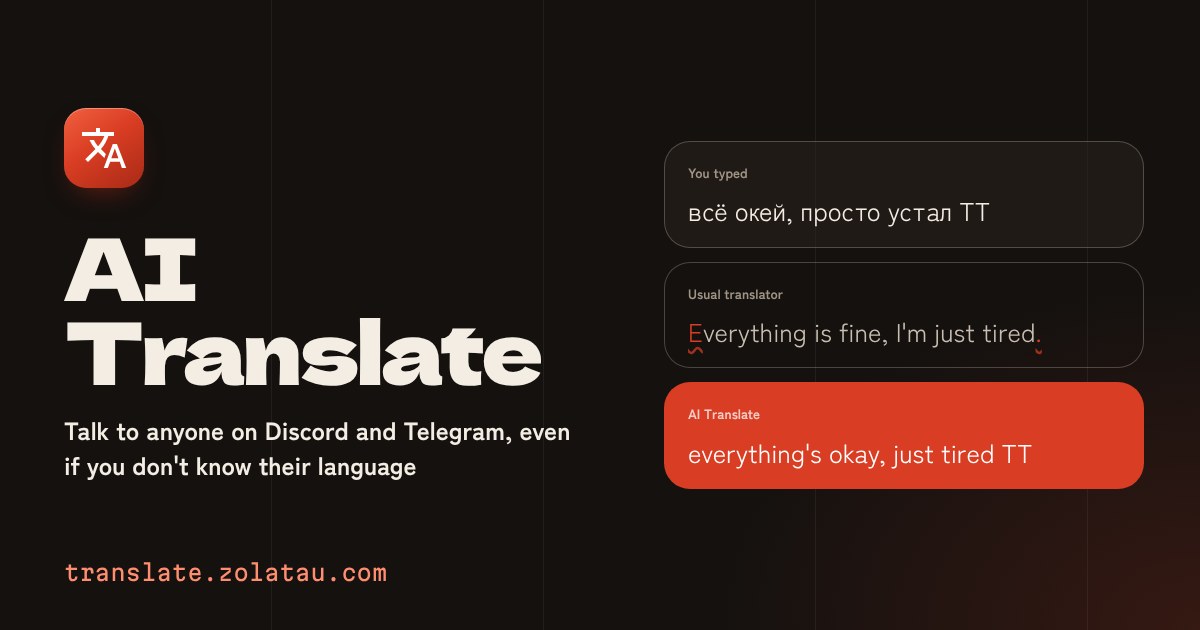 文A
AI
Translate
Talk to anyone on Discord and Telegram, even
if you don't know their language
translate.zolatau.com
You typed
всё окей, просто устал ТТ
Usual translator
Everything is fine, I'm just tired.
AI Translate
everything's okay, just tired TT